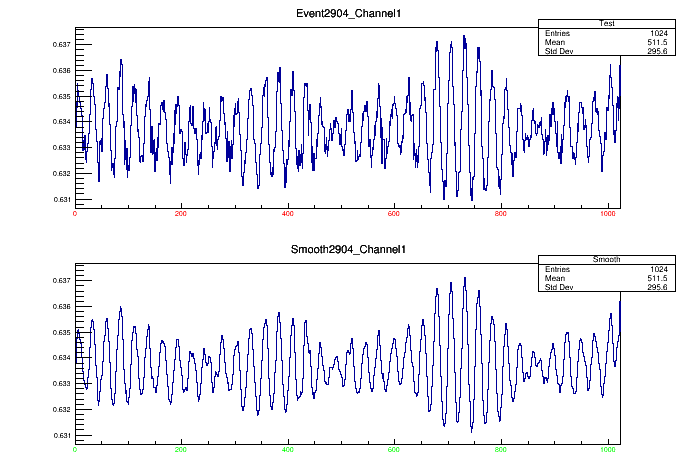 Event2904_Channel1
Test
Entries 1024
Mean 511.5
Std Dev 295.6
0.637
0.636
0.635
0.634
0.633
0.632
0.631
0 200 400 600 800 1000
Smooth2904_Channel1
Smooth
Entries 1024
Mean 511.5
Std Dev 295.6
0.637
0.636
0.635
0.634
0.633
0.632
0.631
0 200 400 600 800 1000